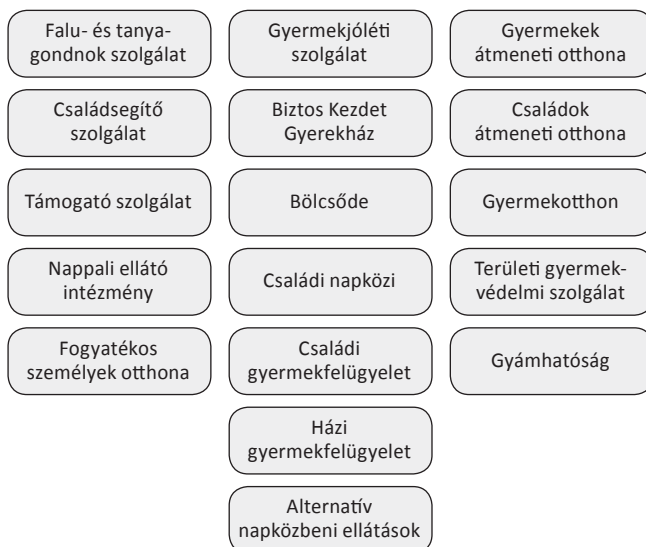 Falu- és tanya-
gondnok szolgálat
Családsegítő
szolgálat
Támogató szolgálat
Nappali ellátó
intézmény
Fogyatékos
személyek otthona
Gyermekjóléti
szolgálat
Biztos Kezdet
Gyerekház
Bölcsőde
Családi napközi
Családi
gyermekfelügyelet
Házi
gyermekfelügyelet
Alternatív
napközbeni ellátások
Gyermekek
átmeneti otthona
Családok
átmeneti otthona
Gyermekotthon
Területi gyermek-
védelmi szolgálat
Gyámhatóság